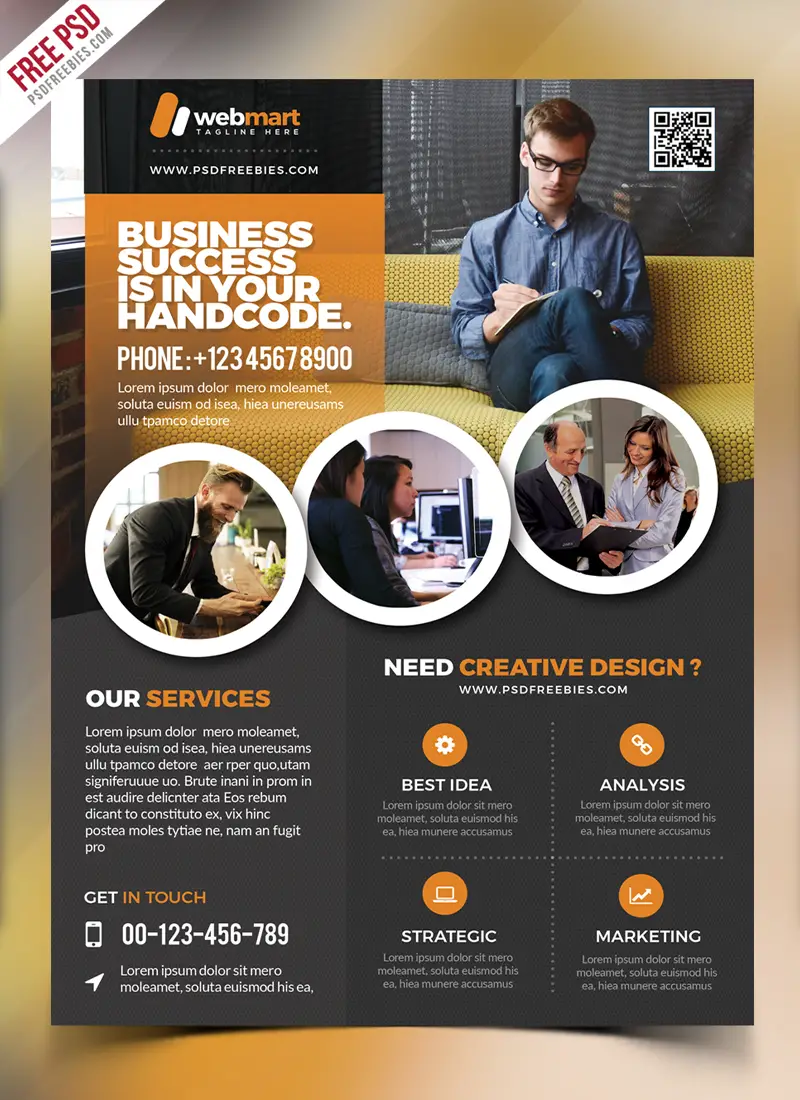 FREE PSD
PSDFREEBIES.COM
webmart
TAGLINE HERE
WWW.PSDFREEBIES.COM
BUSINESS
SUCCESS
IS IN YOUR
HANDCODE.
PHONE:+12345678900
Lorem ipsum dolor mero moleamet,
soluta euism od isea, hiea unereusams
ullu tpamco detore
NEED CREATIVE DESIGN ?
WWW.PSDFREEBIES.COM
OUR SERVICES
Lorem ipsum dolor mero moleamet,
soluta euism od isea, hiea unereusams
ullu tpamco detore aer rper quo,utam
signiferuuue uo. Brute inani in prom in
est audire delicnter ata Eos rebum
dicant to constituto ex, vix hinc
postea moles tytiae ne, nam an fugit
pro
GET IN TOUCH
00-123-456-789
Lorem ipsum dolor sit mero
moleamet, soluta euismod his ea,
BEST IDEA
Lorem ipsum dolor sit mero
moleamet, soluta euismod his
ea, hiea munere accusamus
ANALYSIS
Lorem ipsum dolor sit mero
moleamet, soluta euismod his
ea, hiea munere accusamus
STRATEGIC
Lorem ipsum dolor sit mero
moleamet, soluta euismod his
ea, hiea munere accusamus
MARKETING
Lorem ipsum dolor sit mero
moleamet, soluta euismod his
ea, hiea munere accusamus